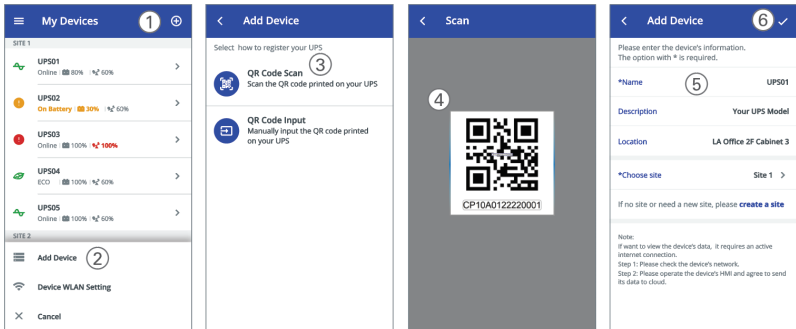 My Devices
1
SITE 1
UPS01
Online 80% 60%
UPS02
On Battery 30% 60%
UPS03
Online 100% 100%
UPS04
ECO 100% 60%
UPS05
Online 100% 60%
SITE 2
Add Device
2
Device WLAN Setting
Cancel
Add Device
Select how to register your UPS
3
QR Code Scan
Scan the QR code printed on your UPS
QR Code Input
Manually input the QR code printed
on your UPS
Scan
4
CP10A0122220001
Add Device
6
Please enter the device's information.
The option with * is required.
*Name 5 UPS01
Description Your UPS Model
Location LA Office 2F Cabinet 3
*Choose site Site 1
If no site or need a new site, please create a site
Note:
If want to view the device's data, it requires an active
internet connection.
Step 1: Please check the device's network.
Step 2: Please operate the device's HMI and agree to send
its data to cloud.